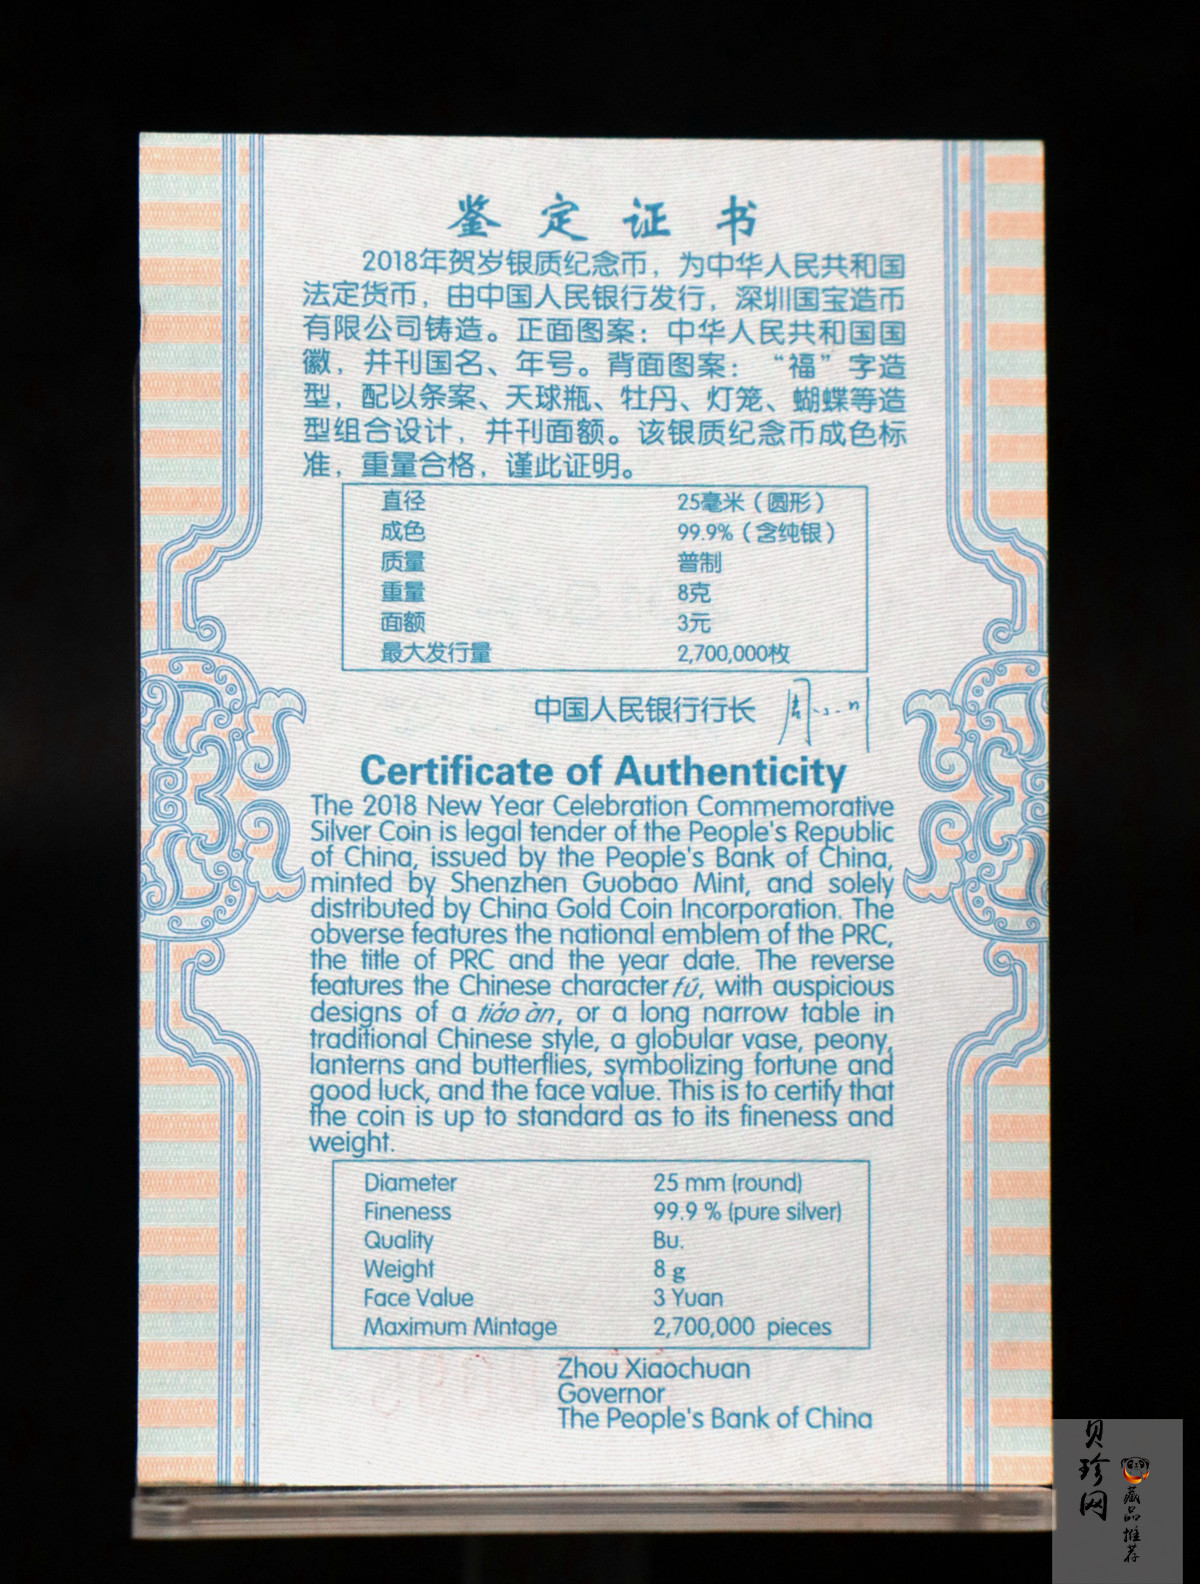 鉴定证书
2018年贺岁银质纪念币，为中华人民共和国
法定货币，由中国人民银行发行，深圳国宝造币
有限公司铸造。正面图案：中华人民共和国国
徽，并刊国名、年号。背面图案：“福”字造
型，配以条案、天球瓶、牡丹、灯笼、蝴蝶等造
型组合设计，并刊面额。该银质纪念币成色标
准，重量合格，谨此证明。
直径 25毫米（圆形）
成色 99.9%（含纯银）
质量 普制
重量 8克
面额 3元
最大发行量 2,700,000枚
中国人民银行行长 周小川
Certificate of Authenticity
The 2018 New Year Celebration Commemorative
Silver Coin is legal tender of the People's Republic
of China, issued by the People's Bank of China,
minted by Shenzhen Guobao Mint, and solely
distributed by China Gold Coin Incorporation. The
obverse features the national emblem of the PRC,
the title of PRC and the year date. The reverse
features the Chinese character fú, with auspicious
designs of a tiáo àn, or a long narrow table in
traditional Chinese style, a globular vase, peony,
lanterns and butterflies, symbolizing fortune and
good luck, and the face value. This is to certify that
the coin is up to standard as to its fineness and
weight.
Diameter 25 mm (round)
Fineness 99.9 % (pure silver)
Quality Bu.
Weight 8 g
Face Value 3 Yuan
Maximum Mintage 2,700,000 pieces
Zhou Xiaochuan
Governor
The People's Bank of China
贝珍网
藏品推荐